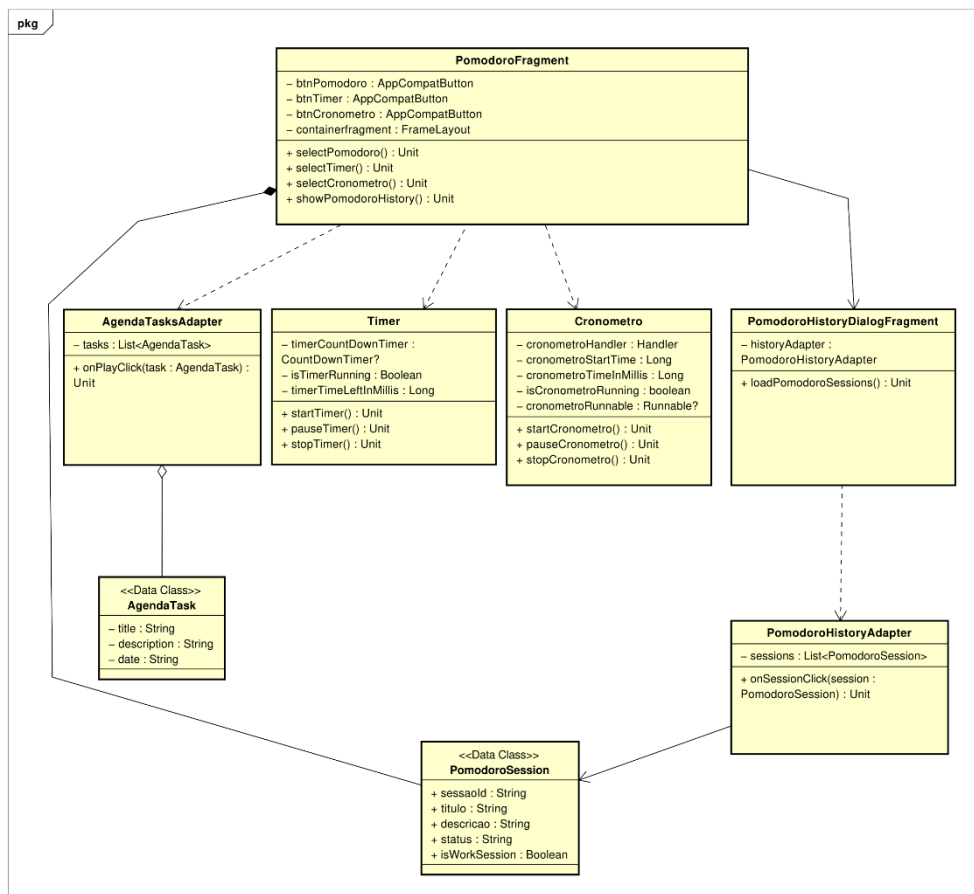 pkg
PomodoroFragment
– btnPomodoro : AppCompatButton
– btnTimer : AppCompatButton
– btnCronometro : AppCompatButton
– containerfragment : FrameLayout
+ selectPomodoro() : Unit
+ selectTimer() : Unit
+ selectCronometro() : Unit
+ showPomodoroHistory() : Unit
AgendaTasksAdapter
– tasks : List<AgendaTask>
+ onPlayClick(task : AgendaTask) :
Unit
Timer
– timerCountDownTimer :
CountDownTimer?
– isTimerRunning : Boolean
– timerTimeLeftInMillis : Long
+ startTimer() : Unit
+ pauseTimer() : Unit
+ stopTimer() : Unit
Cronometro
– cronometroHandler : Handler
– cronometroStartTime : Long
– cronometroTimeInMillis : Long
– isCronometroRunning : boolean
– cronometroRunnable : Runnable?
+ startCronometro() : Unit
+ pauseCronometro() : Unit
+ stopCronometro() : Unit
PomodoroHistoryDialogFragment
– historyAdapter :
PomodoroHistoryAdapter
+ loadPomodoroSessions() : Unit
<<Data Class>>
AgendaTask
– title : String
– description : String
– date : String
PomodoroHistoryAdapter
– sessions : List<PomodoroSession>
+ onSessionClick(session :
PomodoroSession) : Unit
<<Data Class>>
PomodoroSession
+ sessaoId : String
+ titulo : String
+ descricao : String
+ status : String
+ isWorkSession : Boolean